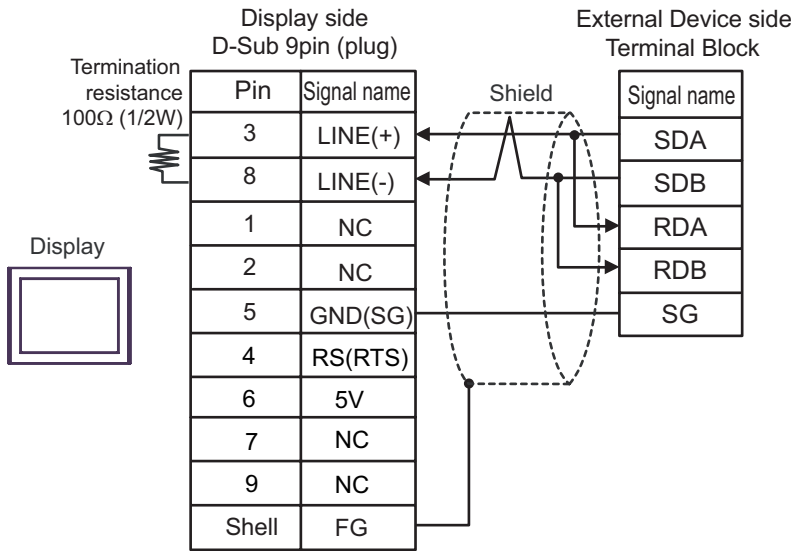 Display side
D-Sub 9pin (plug)
External Device side
Terminal Block
Termination
resistance
100Ω (1/2W)
Pin Signal name
Shield
Signal name
3 LINE(+)
SDA
8 LINE(-)
SDB
1 NC
RDA
2 NC
RDB
5 GND(SG)
SG
4 RS(RTS)
6 5V
7 NC
9 NC
Shell FG
Display